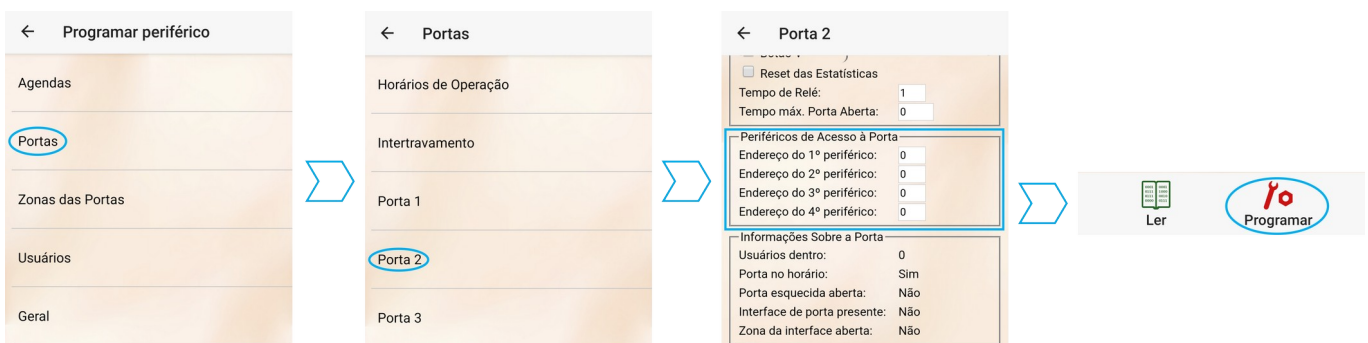 Programar periférico
Agendas
Portas
Zonas das Portas
Usuários
Geral
Portas
Horários de Operação
Intertravamento
Porta 1
Porta 2
Porta 3
Porta 2
Reset das Estatísticas
Tempo de Relé: 1
Tempo máx. Porta Aberta: 0
Periféricos de Acesso à Porta
Endereço do 1º periférico: 0
Endereço do 2º periférico: 0
Endereço do 3º periférico: 0
Endereço do 4º periférico: 0
Informações Sobre a Porta
Usuários dentro: 0
Porta no horário: Sim
Porta esquecida aberta: Não
Interface de porta presente: Não
Zona da interface aberta: Não
Ler
Programar